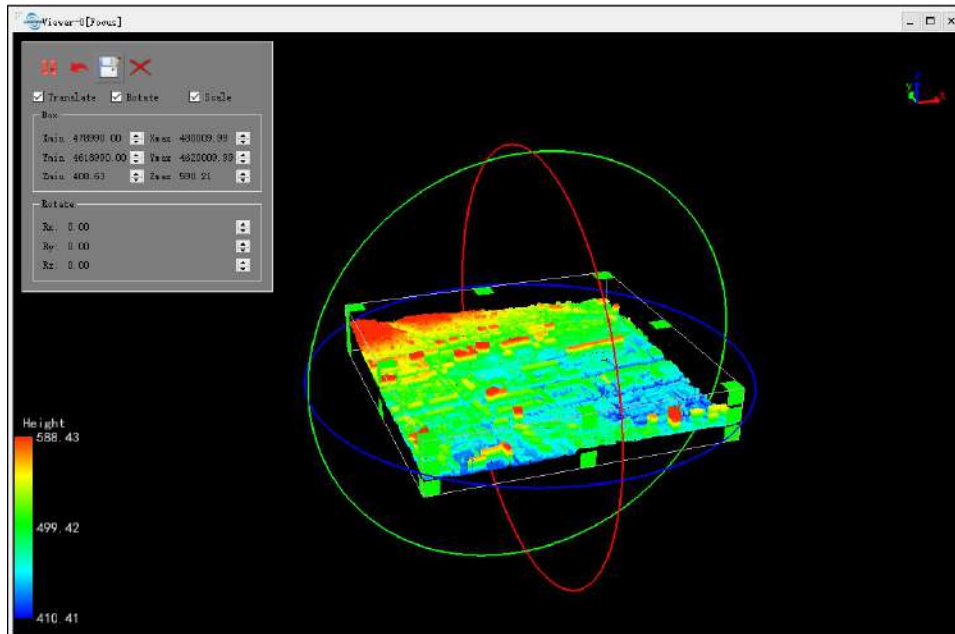 Viewer-0[Focus]
Translate Rotate Scale
Box
Xmin 478990.00 Xmax 480009.99
Ymin 4618990.00 Ymax 4620009.99
Zmin 408.63 Zmax 590.21
Rotate
Rx: 0.00
Ry: 0.00
Rz: 0.00
Z
Y
X
Height
588.43
499.42
410.41